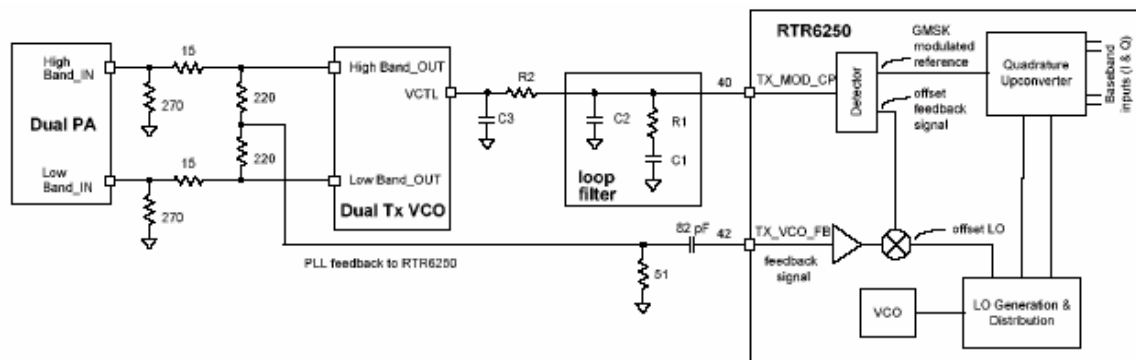 RTR6250
High
Band_IN
15
270
Dual PA
220
220
Low
Band_IN
15
270
High Band_OUT
VCTL
Low Band_OUT
Dual Tx VCO
R2
C3
C2
R1
C1
loop
filter
40
TX_MOD_CP
Detector
GMSK
modulated
reference
Quadrature
Upconverter
Baseband
inputs (I & Q)
offset
feedback
signal
82 pF
42
TX_VCO_FB
feedback
signal
offset LO
PLL feedback to RTR6250
51
VCO
LO Generation &
Distribution